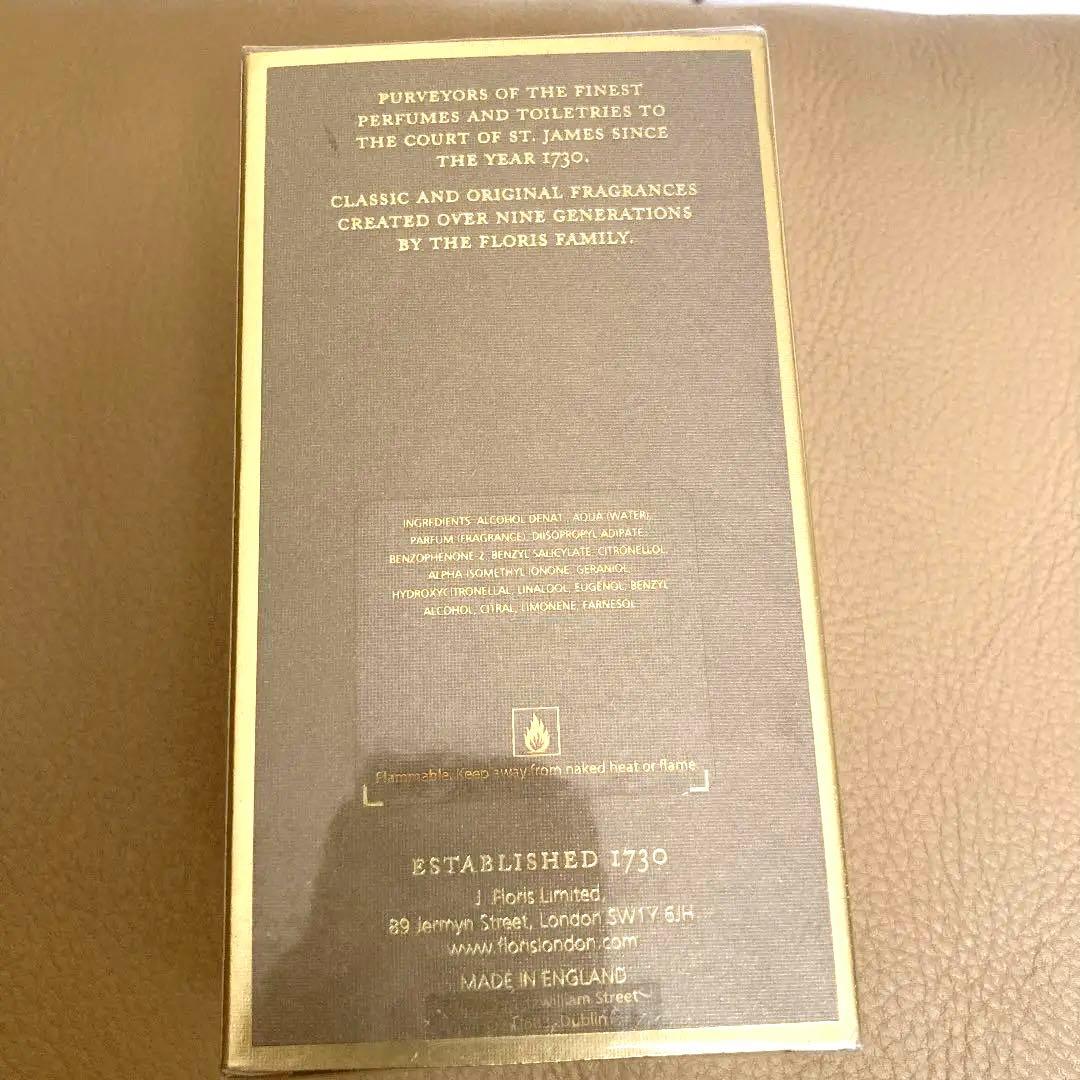 PURVEYORS OF THE FINEST
PERFUMES AND TOILETRIES TO
THE COURT OF ST. JAMES SINCE
THE YEAR 1730.
CLASSIC AND ORIGINAL FRAGRANCES
CREATED OVER NINE GENERATIONS
BY THE FLORIS FAMILY.
INGREDIENTS: ALCOHOL DENAT., AQUA (WATER),
PARFUM (FRAGRANCE), DIISOPROPYL ADIPATE,
BENZOPHENONE-2, BENZYL SALICYLATE, CITRONELLOL,
ALPHA ISOMETHYL IONONE, GERANIOL,
HYDROXYCITRONELLAL, LINALOOL, EUGENOL, BENZYL
ALCOHOL, CITRAL, LIMONENE, FARNESOL
Flammable. Keep away from naked heat or flame.
ESTABLISHED 1730
J. Floris Limited,
89 Jermyn Street, London SW1Y 6JH
www.florislondon.com
MADE IN ENGLAND
Street
Dublin